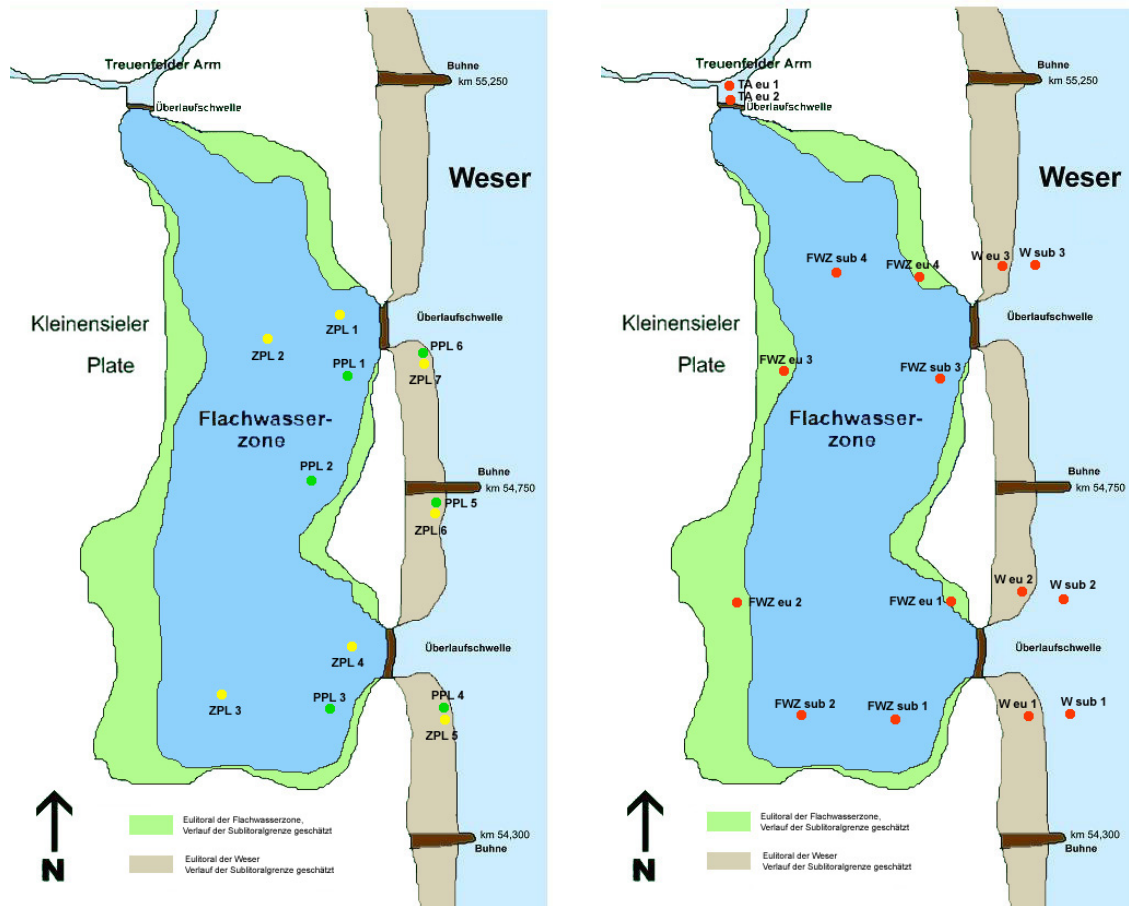 Treuenfelder Arm
Buhne
km 55,250
Überlaufschwelle
Weser
Kleinensieler
Plate
ZPL 1
ZPL 2
Überlaufschwelle
PPL 6
PPL 1
ZPL 7
Flachwasser-
zone
PPL 2
Buhne
km 54,750
PPL 5
ZPL 6
Überlaufschwelle
ZPL 4
ZPL 3
PPL 3
PPL 4
ZPL 5
N
Eulitoral der Flachwasserzone,
Verlauf der Sublitoralgrenze geschätzt
Eulitoral der Weser
Verlauf der Sublitoralgrenze geschätzt
km 54,300
Buhne
Treuenfelder Arm
TA eu 1
TA eu 2
Buhne
km 55,250
Überlaufschwelle
Weser
FWZ sub 4
FWZ eu 4
W eu 3
W sub 3
Kleinensieler
Plate
Überlaufschwelle
FWZ eu 3
FWZ sub 3
Flachwasser-
zone
Buhne
km 54,750
W eu 2
W sub 2
FWZ eu 2
FWZ eu 1
Überlaufschwelle
FWZ sub 2
FWZ sub 1
W eu 1
W sub 1
N
Eulitoral der Flachwasserzone,
Verlauf der Sublitoralgrenze geschätzt
Eulitoral der Weser
Verlauf der Sublitoralgrenze geschätzt
km 54,300
Buhne